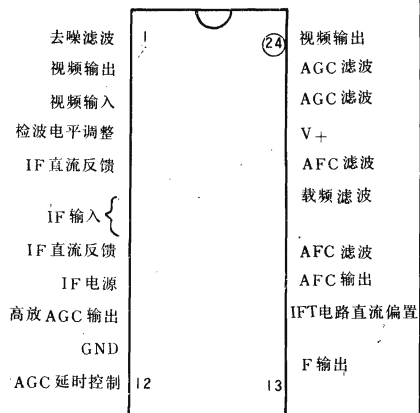 去噪滤波
视频输出
视频输入
检波电平调整
IF直流反馈
IF输入{
IF直流反馈
IF电源
高放AGC输出
GND
AGC延时控制
1
12
24
13
视频输出
AGC滤波
AGC滤波
V+
AFC滤波
载频滤波
AFC滤波
AFC输出
IFT电路直流偏置
F输出